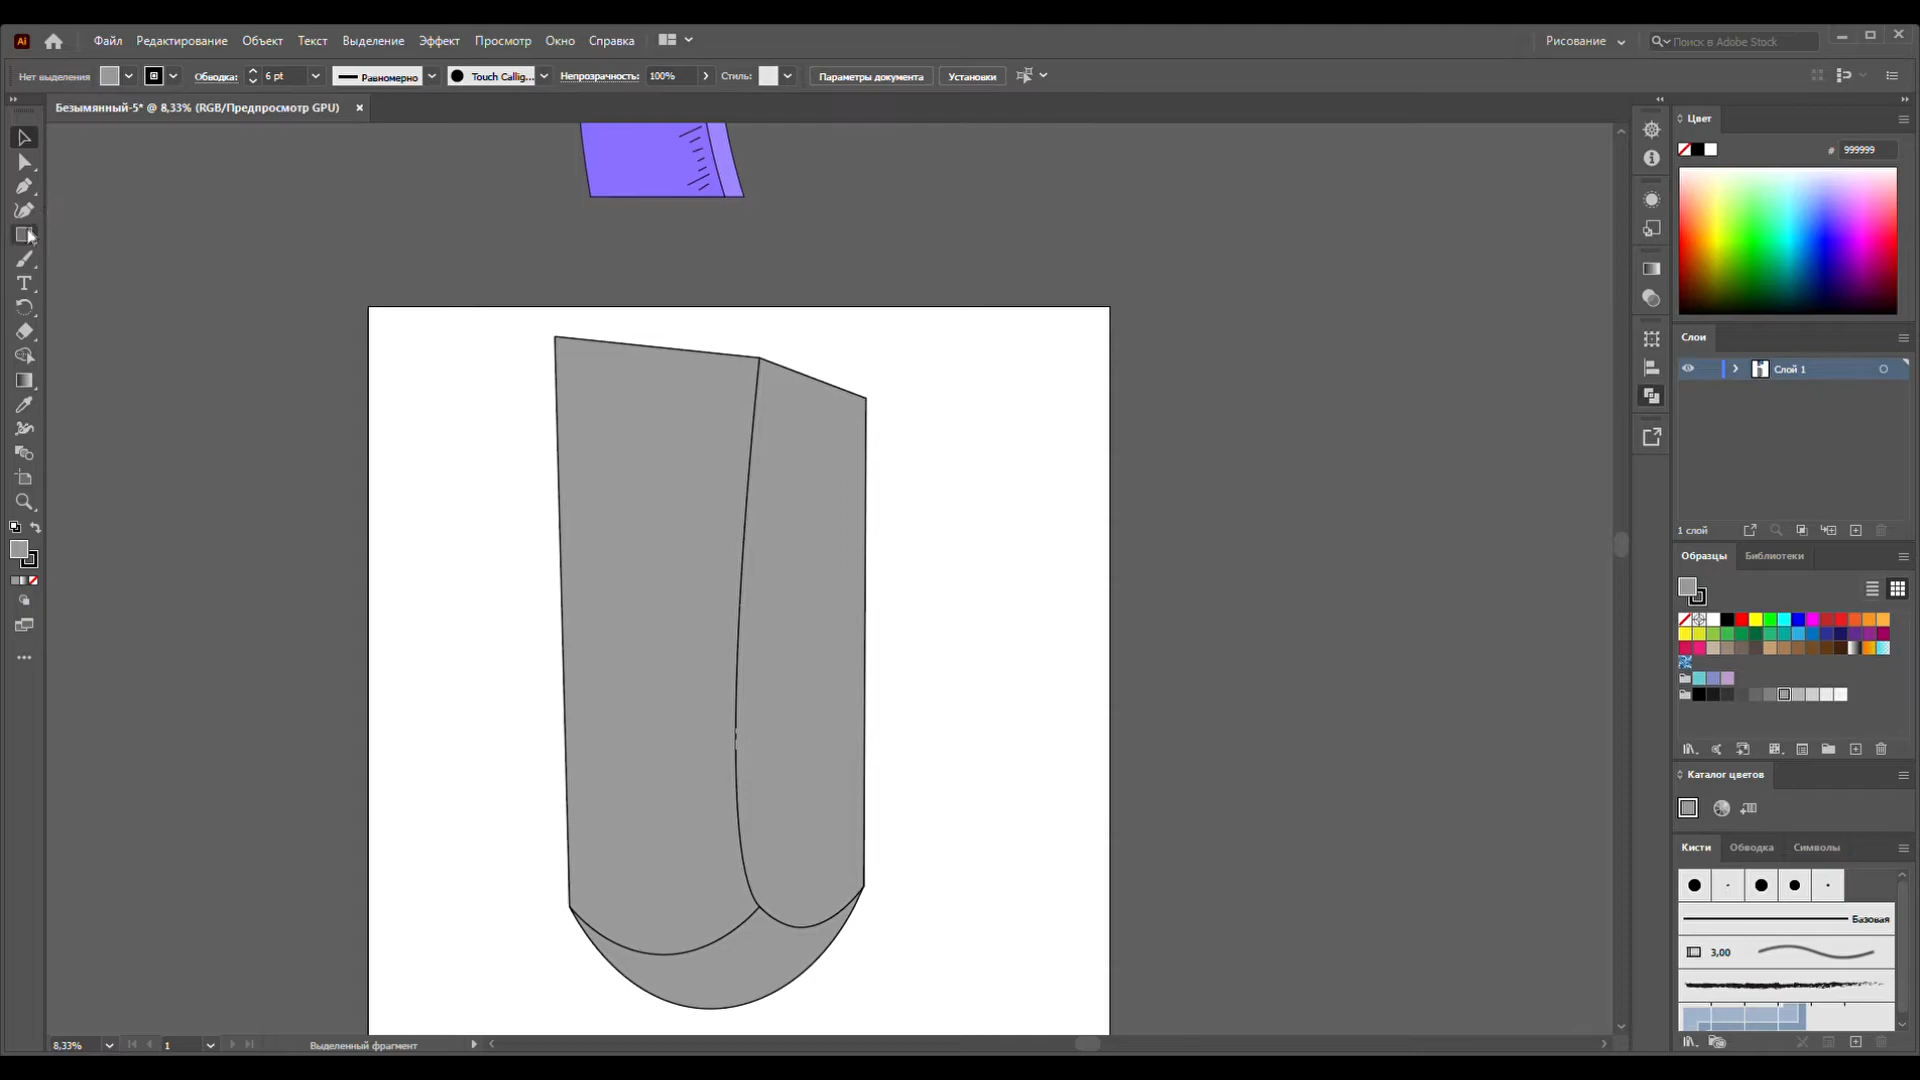 Ai Файл Редактирование Объект Текст Выделение Эффект Просмотр Окно Справка Рисование Поиск в Adobe Stock
Нет выделения Обводка: 6 pt Равномерно Touch Callig... Непрозрачность: 100% Стиль: Параметры документа Установки
Безымянный-5* @ 8,33% (RGB/Предпросмотр GPU) ×
Цвет
# 999999
Слои
Слой 1
1 слой
Образцы Библиотеки
Каталог цветов
Кисти Обводка Символы
Базовая
3,00
8,33% 1 Выделенный фрагмент